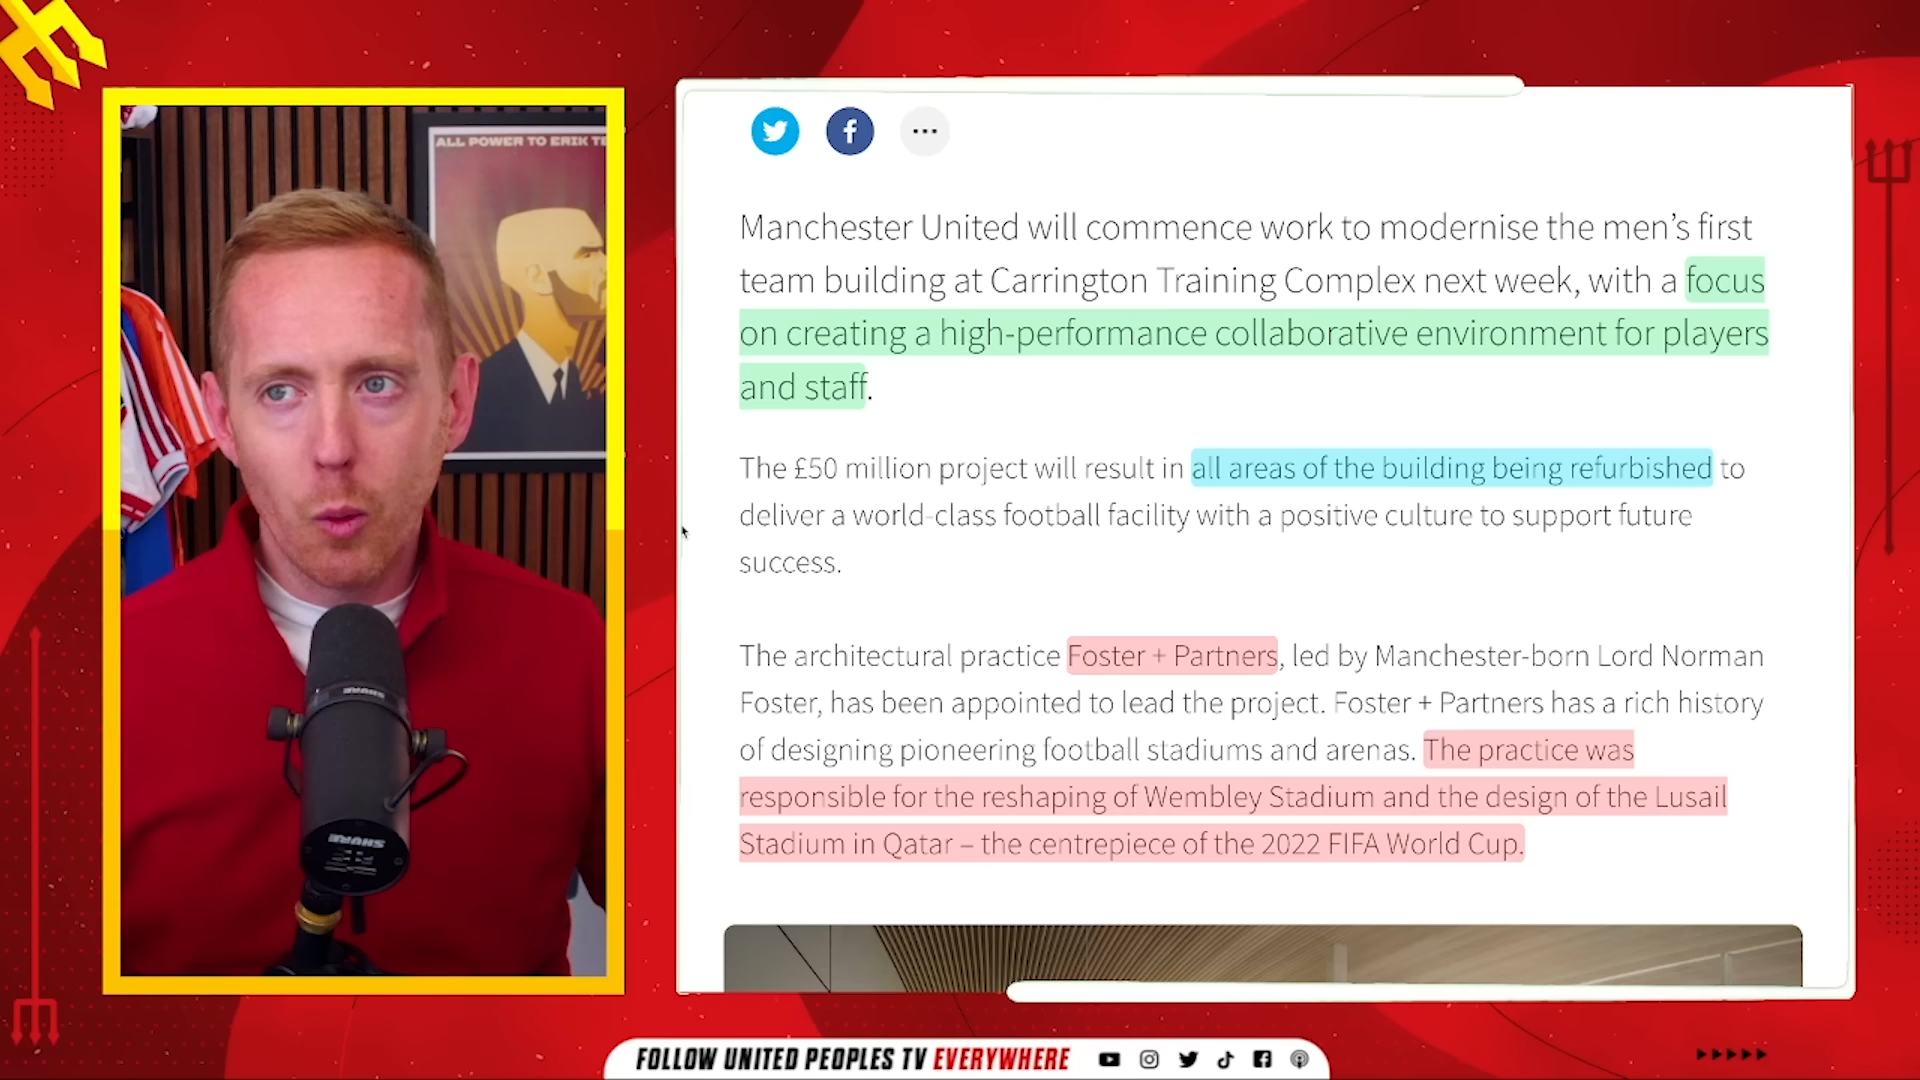 ALL POWER TO ERIK TE
Manchester United will commence work to modernise the men’s first
team building at Carrington Training Complex next week, with a focus
on creating a high-performance collaborative environment for players
and staff.
The £50 million project will result in all areas of the building being refurbished to
deliver a world-class football facility with a positive culture to support future
success.
The architectural practice Foster + Partners, led by Manchester-born Lord Norman
Foster, has been appointed to lead the project. Foster + Partners has a rich history
of designing pioneering football stadiums and arenas. The practice was
responsible for the reshaping of Wembley Stadium and the design of the Lusail
Stadium in Qatar – the centrepiece of the 2022 FIFA World Cup.
SHURE
SHURE
FOLLOW UNITED PEOPLES TV EVERYWHERE